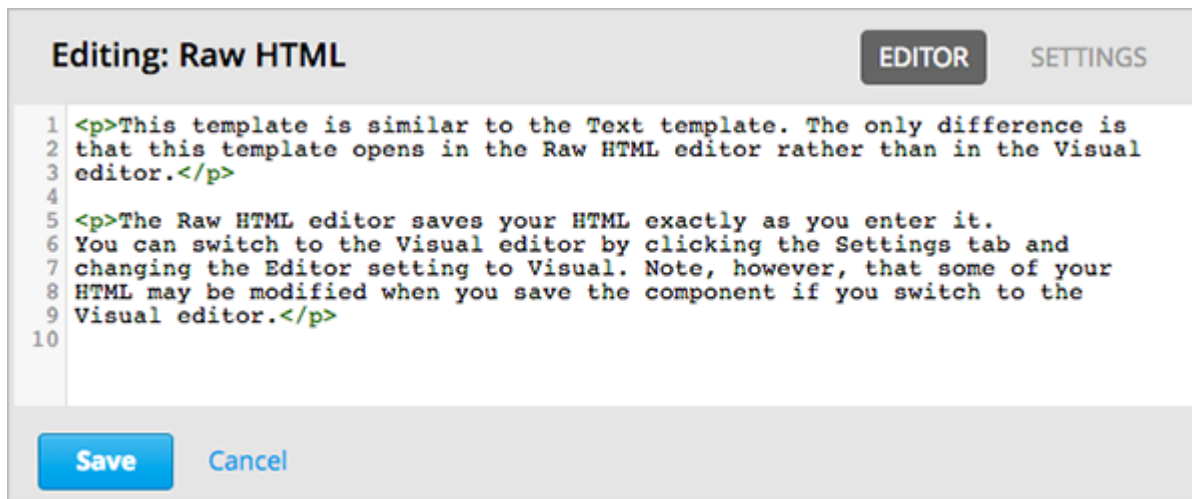 Editing: Raw HTML
EDITOR
SETTINGS
1 <p>This template is similar to the Text template. The only difference is
2 that this template opens in the Raw HTML editor rather than in the Visual
3 editor.</p>
4
5 <p>The Raw HTML editor saves your HTML exactly as you enter it.
6 You can switch to the Visual editor by clicking the Settings tab and
7 changing the Editor setting to Visual. Note, however, that some of your
8 HTML may be modified when you save the component if you switch to the
9 Visual editor.</p>
10
Save
Cancel